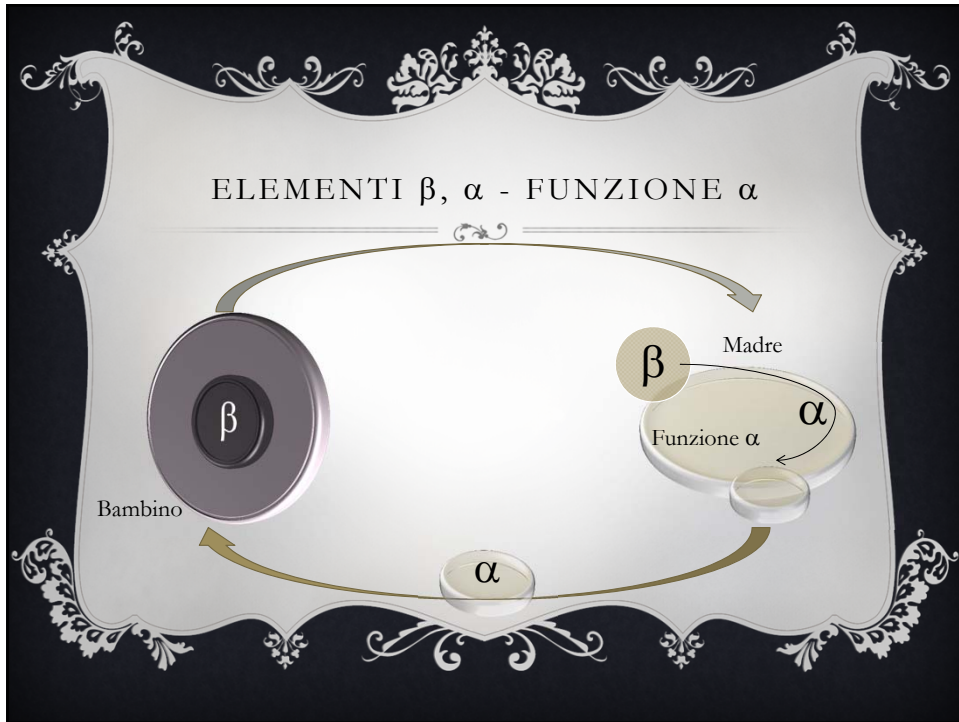 ELEMENTI β, α - FUNZIONE α
β
Madre
α
Funzione α
β
Bambino
α